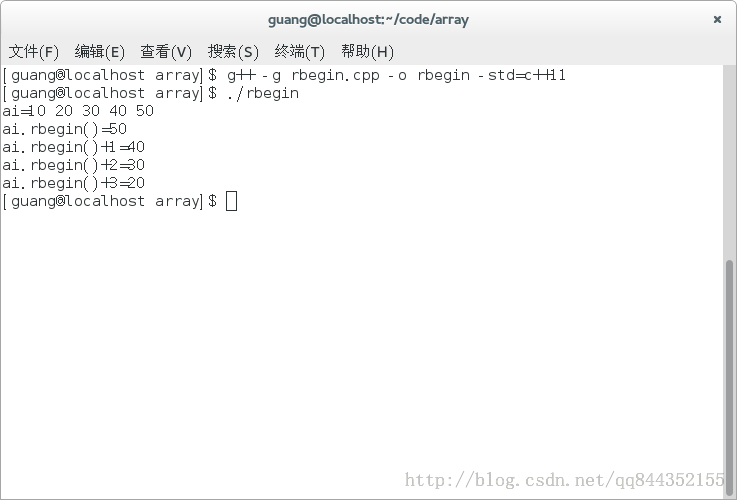 guang@localhost:~/code/array
文件(F) 编辑(E) 查看(V) 搜索(S) 终端(T) 帮助(H)
[guang@localhost array]$ g++ -g rbegin.cpp -o rbegin -std=c++11
[guang@localhost array]$ ./rbegin
ai=10 20 30 40 50
ai.rbegin()=50
ai.rbegin()+1=40
ai.rbegin()+2=30
ai.rbegin()+3=20
[guang@localhost array]$
http://blog.csdn.net/qq844352155